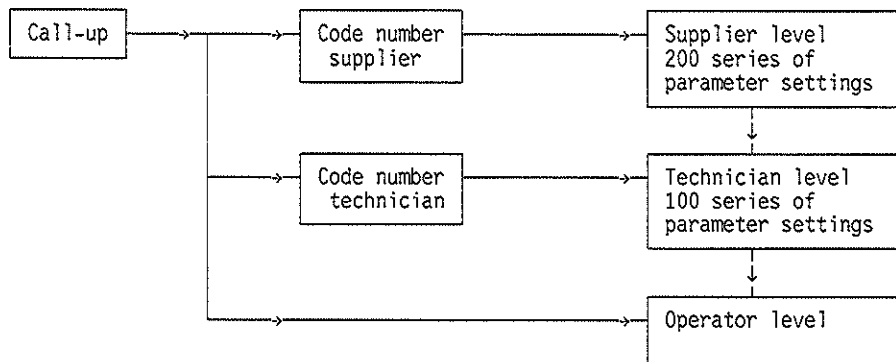 Call-up
Code number
supplier
Supplier level
200 series of
parameter settings
Code number
technician
Technician level
100 series of
parameter settings
Operator level